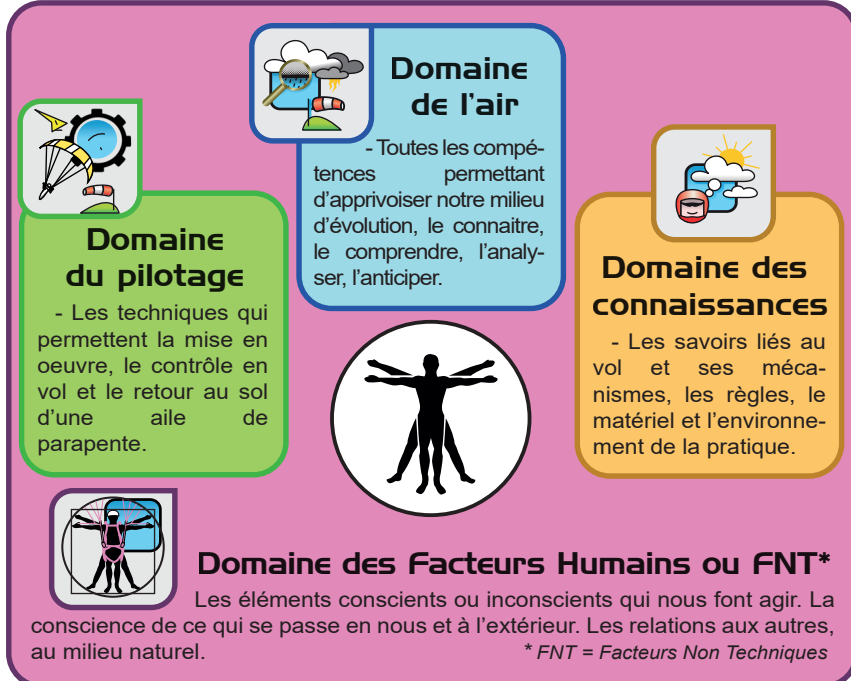 Domaine
de l'air
- Toutes les compé-
tences permettant
d'apprivoiser notre milieu
d'évolution, le connaitre,
le comprendre, l'analy-
ser, l'anticiper.
Domaine
du pilotage
- Les techniques qui
permettent la mise en
oeuvre, le contrôle en
vol et le retour au sol
d'une aile de
parapente.
Domaine des
connaissances
- Les savoirs liés au
vol et ses méca-
nismes, les règles, le
matériel et l'environne-
ment de la pratique.
Domaine des Facteurs Humains ou FNT*
Les éléments conscients ou inconscients qui nous font agir. La
conscience de ce qui se passe en nous et à l'extérieur. Les relations aux autres,
au milieu naturel.
* FNT = Facteurs Non Techniques